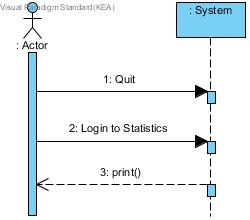 Visual Paradigm Standard(KEA)
: System
: Actor
1: Quit
2: Login to Statistics
3: print()